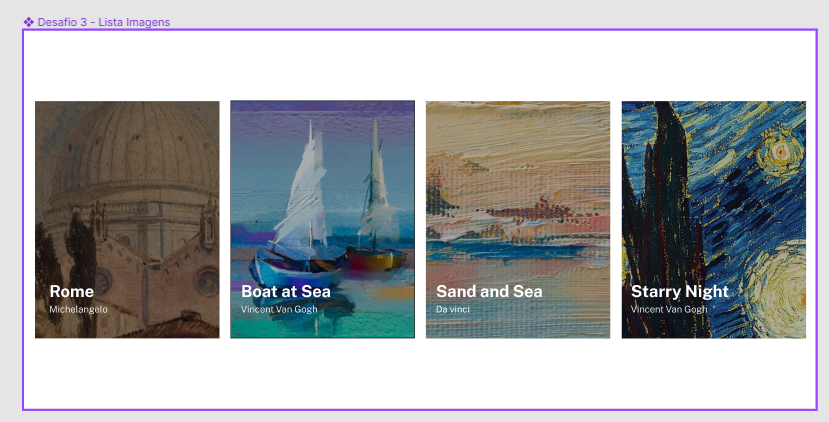 Desafio 3 - Lista Imagens
Rome
Michelangelo
Boat at Sea
Vincent Van Gogh
Sand and Sea
Da vinci
Starry Night
Vincent Van Gogh